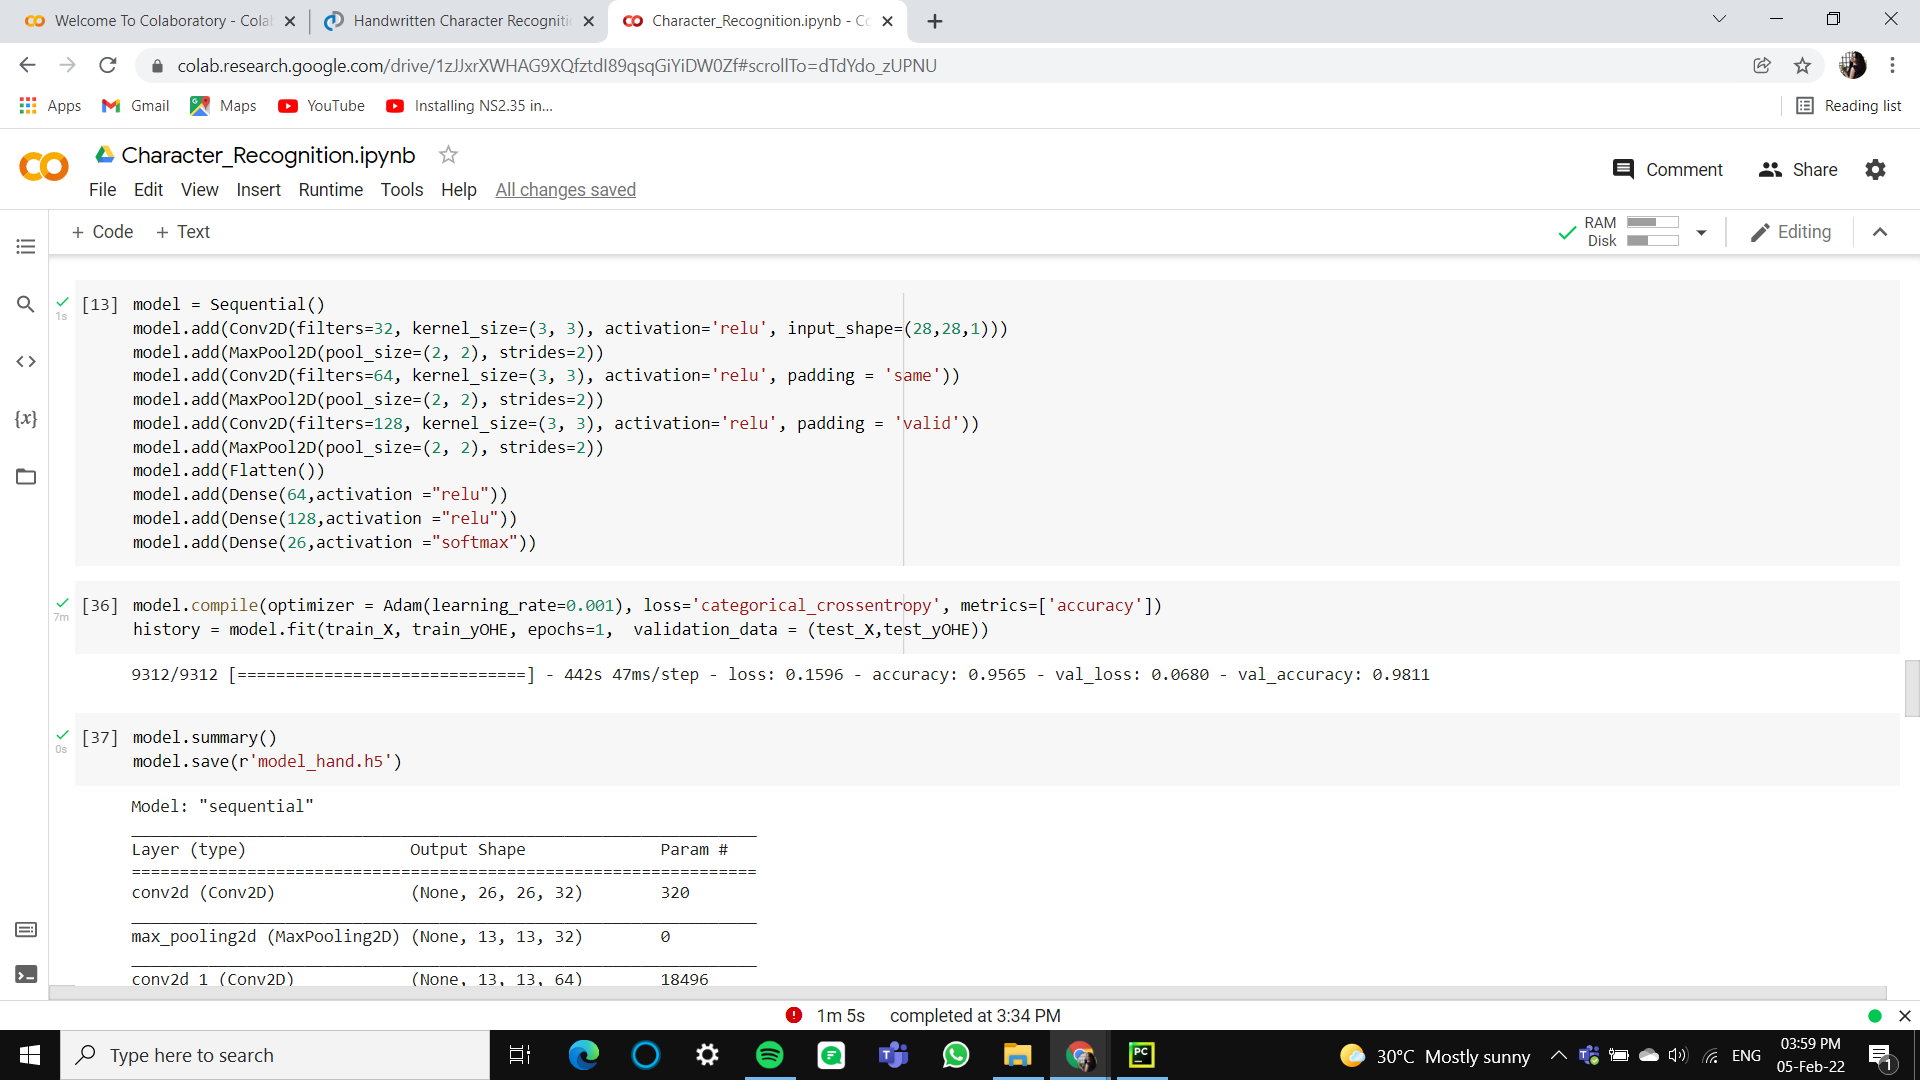 Welcome To Colaboratory - Cola
Handwritten Character Recogniti
Character_Recognition.ipynb - Co
colab.research.google.com/drive/1zJJxrXWHAG9XQfztdI89qsqGiYiDW0Zf#scrollTo=dTdYdo_zUPNU
Apps Gmail Maps YouTube Installing NS2.35 in... Reading list
Character_Recognition.ipynb
Comment Share
File Edit View Insert Runtime Tools Help All changes saved
+ Code + Text
RAM
Disk
Editing
[13] model = Sequential()
1s
model.add(Conv2D(filters=32, kernel_size=(3, 3), activation='relu', input_shape=(28,28,1)))
model.add(MaxPool2D(pool_size=(2, 2), strides=2))
model.add(Conv2D(filters=64, kernel_size=(3, 3), activation='relu', padding = 'same'))
model.add(MaxPool2D(pool_size=(2, 2), strides=2))
model.add(Conv2D(filters=128, kernel_size=(3, 3), activation='relu', padding = 'valid'))
model.add(MaxPool2D(pool_size=(2, 2), strides=2))
model.add(Flatten())
model.add(Dense(64,activation ="relu"))
model.add(Dense(128,activation ="relu"))
model.add(Dense(26,activation ="softmax"))
[36] model.compile(optimizer = Adam(learning_rate=0.001), loss='categorical_crossentropy', metrics=['accuracy'])
7m
history = model.fit(train_X, train_yOHE, epochs=1,  validation_data = (test_X,test_yOHE))
9312/9312 [==============================] - 442s 47ms/step - loss: 0.1596 - accuracy: 0.9565 - val_loss: 0.0680 - val_accuracy: 0.9811
[37] model.summary()
0s
model.save(r'model_hand.h5')
Model: "sequential"
Layer (type) Output Shape Param #
=================================================================
conv2d (Conv2D) (None, 26, 26, 32) 320
max_pooling2d (MaxPooling2D) (None, 13, 13, 32) 0
conv2d_1 (Conv2D) (None, 13, 13, 64) 18496
1m 5s completed at 3:34 PM
Type here to search
30°C Mostly sunny
ENG
03:59 PM
05-Feb-22
1